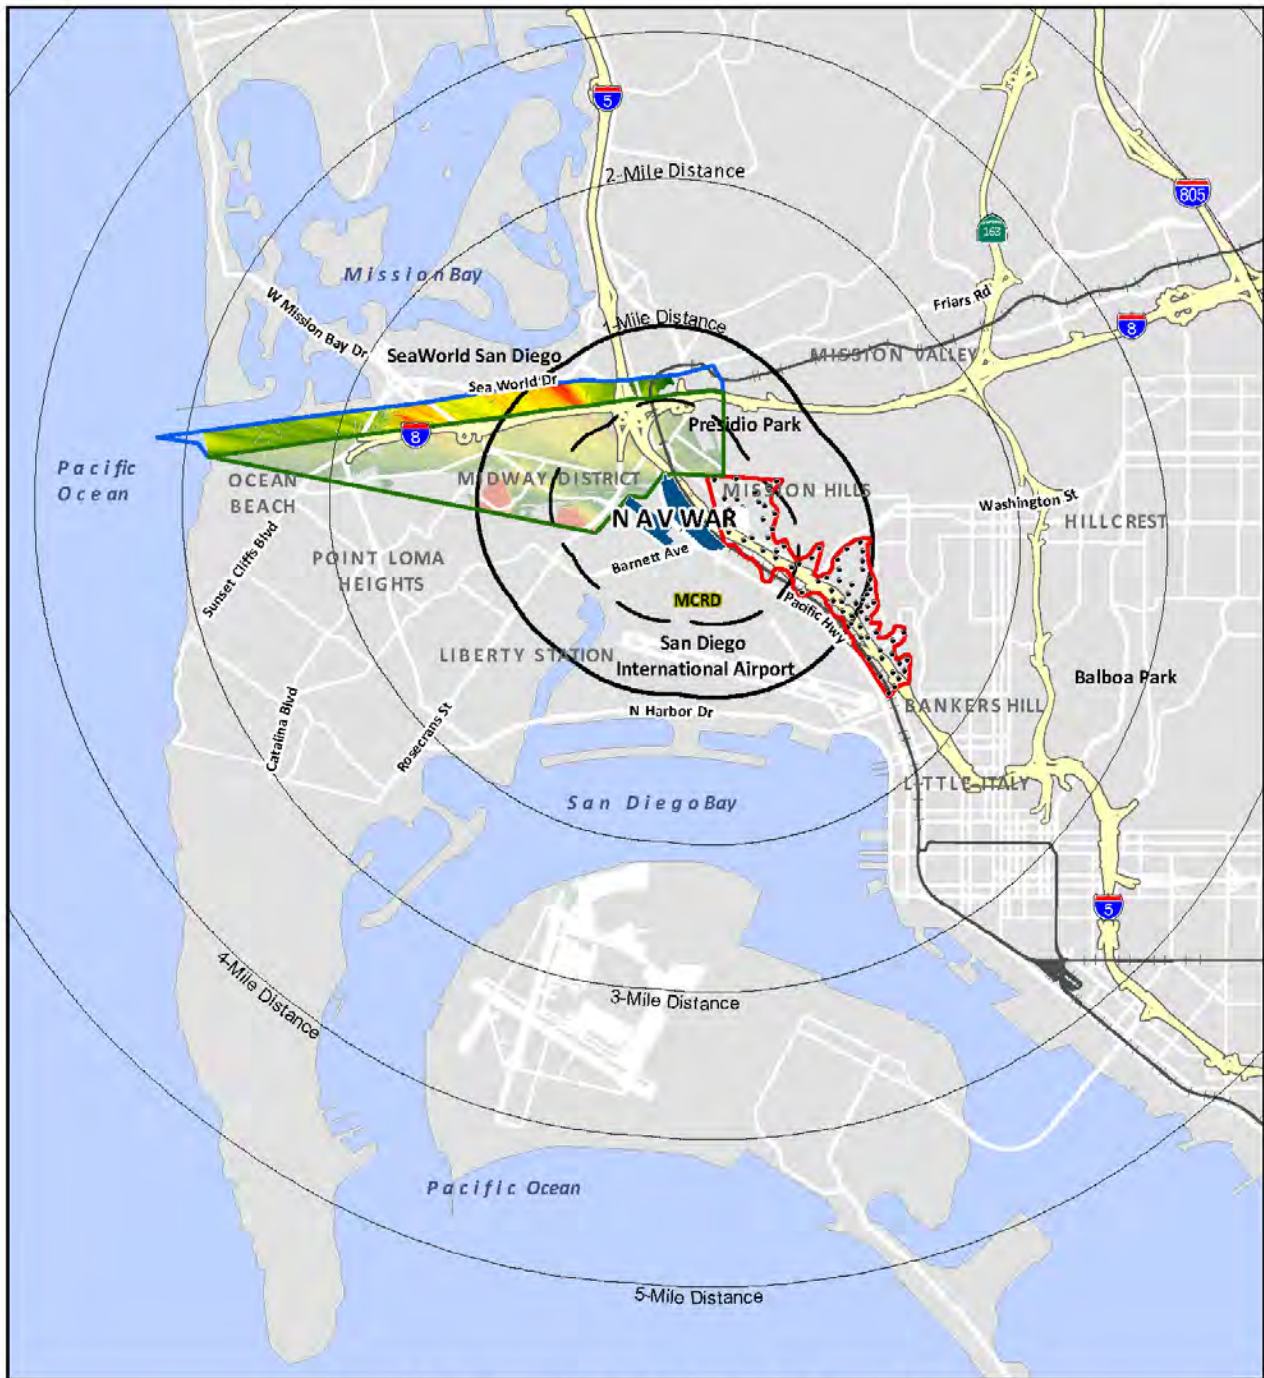 5
2-Mile Distance
805
163
Mission Bay
W Mission Bay Dr
Friars Rd
1-Mile Distance
8
SeaWorld San Diego
MISSION VALLEY
Sea World Dr
Presidio Park
8
Pacific
Ocean
OCEAN
BEACH
MIDWAY DISTRICT
MISSION HILLS
Washington St
HILLCREST
NAVWAR
Sunset Cliffs Blvd
POINT LOMA
HEIGHTS
Barnett Ave
MCRD
Pacific Hwy
San Diego
International Airport
LIBERTY STATION
Balboa Park
BANKERS HILL
N Harbor Dr
Catalina Blvd
Rosecrans St
LITTLE ITALY
San Diego Bay
5
4-Mile Distance
3-Mile Distance
Pacific Ocean
5-Mile Distance